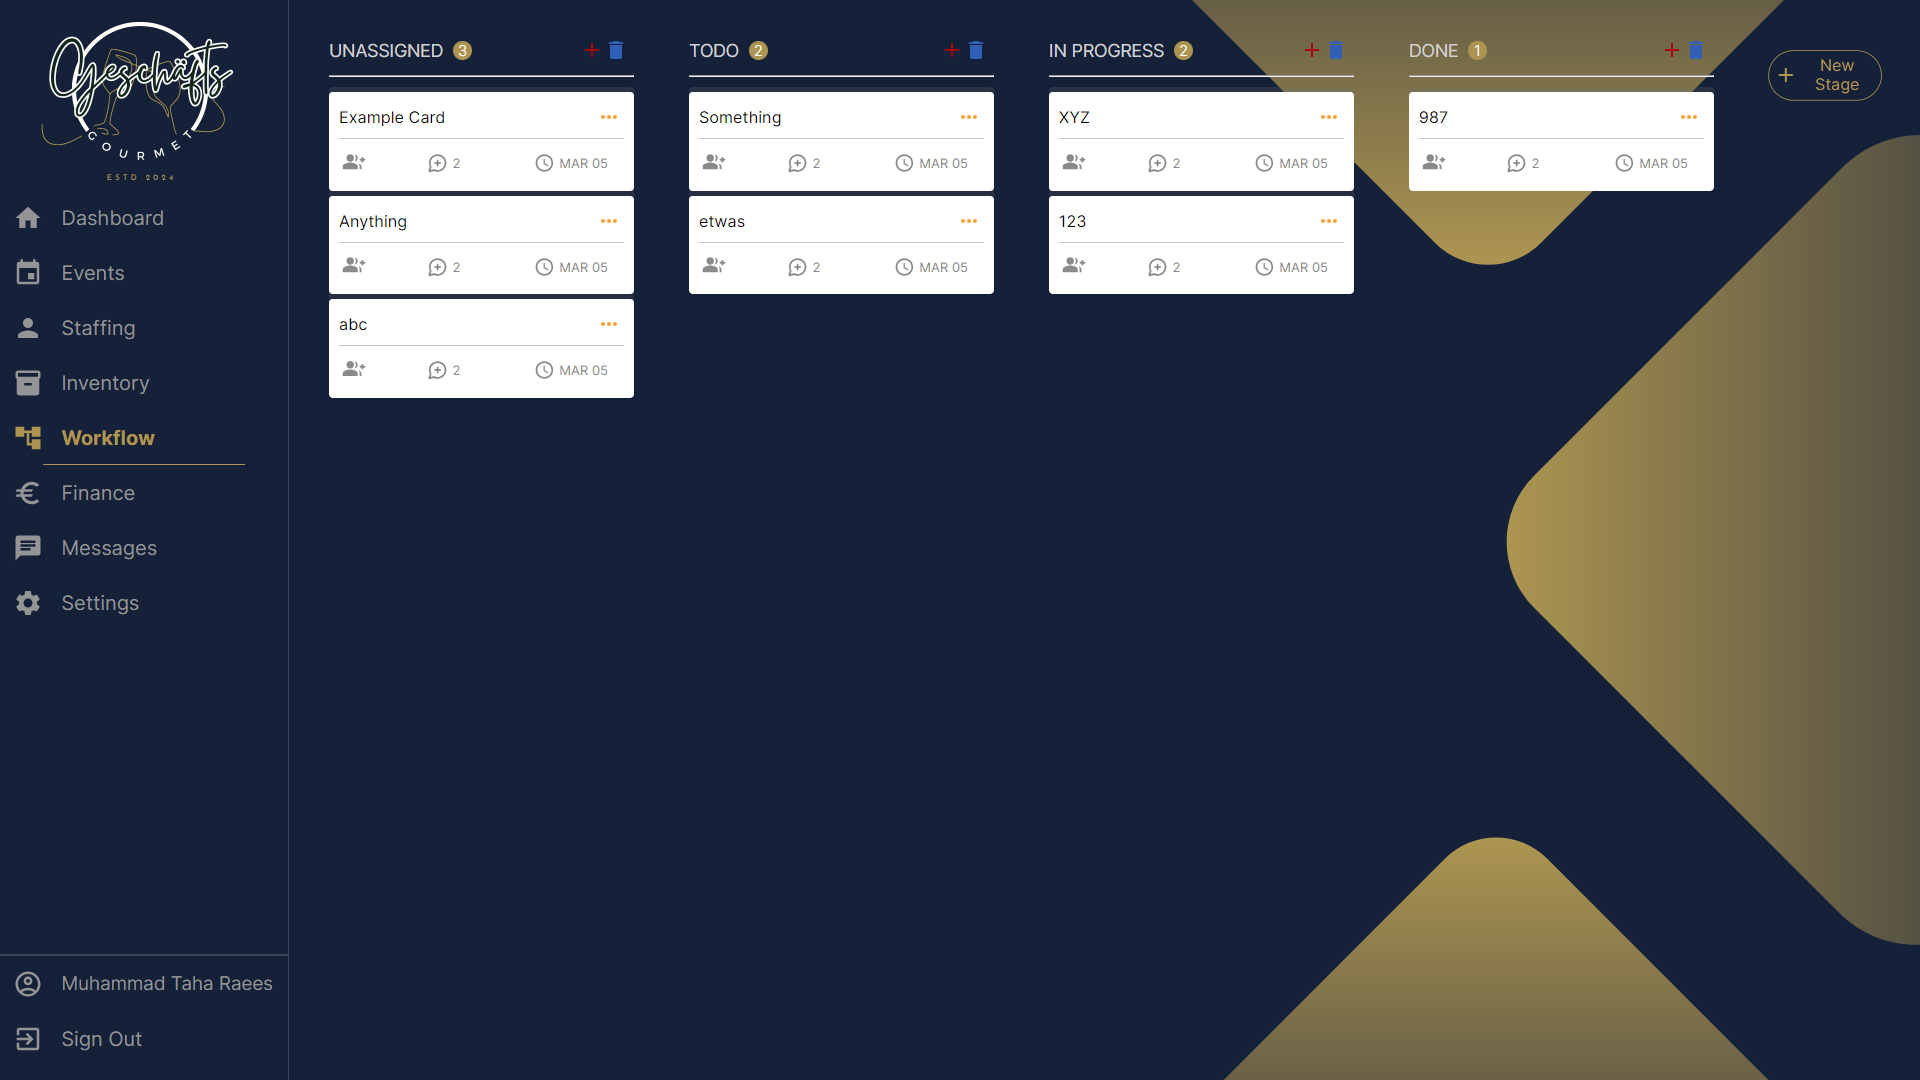 Geschäfts
GOURMET
ESTD 2024
Dashboard
Events
Staffing
Inventory
Workflow
Finance
Messages
Settings
Muhammad Taha Raees
Sign Out
UNASSIGNED 3
Example Card
2 MAR 05
Anything
2 MAR 05
abc
2 MAR 05
TODO 2
Something
2 MAR 05
etwas
2 MAR 05
IN PROGRESS 2
XYZ
2 MAR 05
123
2 MAR 05
DONE 1
987
2 MAR 05
New
Stage